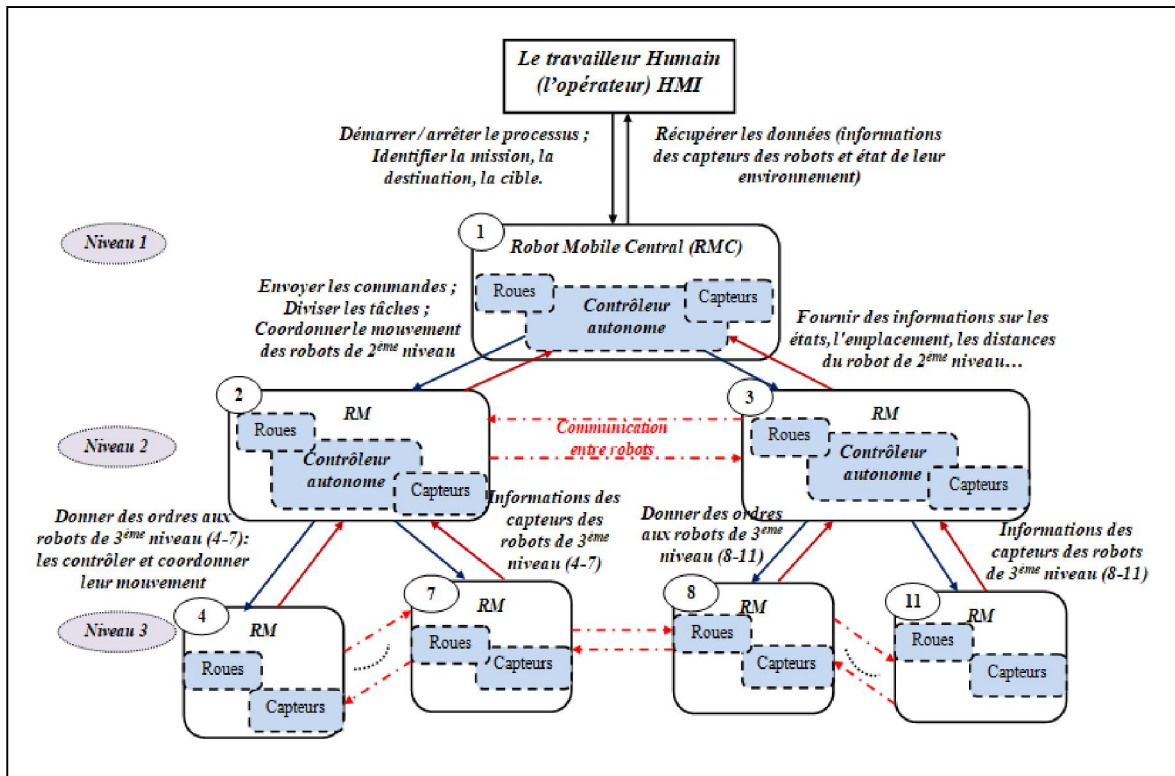 Le travailleur Humain
(l'opérateur) HMI
Démarrer / arrêter le processus ;
Identifier la mission, la
destination, la cible.
Récupérer les données (informations
des capteurs des robots et état de leur
environnement)
Niveau 1
1
Robot Mobile Central (RMC)
Roues
Contrôleur
autonome
Capteurs
Envoyer les commandes ;
Diviser les tâches ;
Coordonner le mouvement
des robots de 2ème niveau
Fournir des informations sur les
états, l'emplacement, les distances
du robot de 2ème niveau…
Niveau 2
2
RM
Roues
Contrôleur
autonome
Capteurs
Communication
entre robots
3
RM
Roues
Contrôleur
autonome
Capteurs
Donner des ordres aux
robots de 3ème niveau (4-7):
les contrôler et coordonner
leur mouvement
Informations des
capteurs des
robots de 3ème
niveau (4-7)
Donner des ordres
aux robots de 3ème
niveau (8-11)
Informations des
capteurs des robots
de 3ème niveau (8-11)
Niveau 3
4
RM
Roues
Capteurs
7
RM
Roues
Capteurs
8
RM
Roues
Capteurs
11
RM
Roues
Capteurs